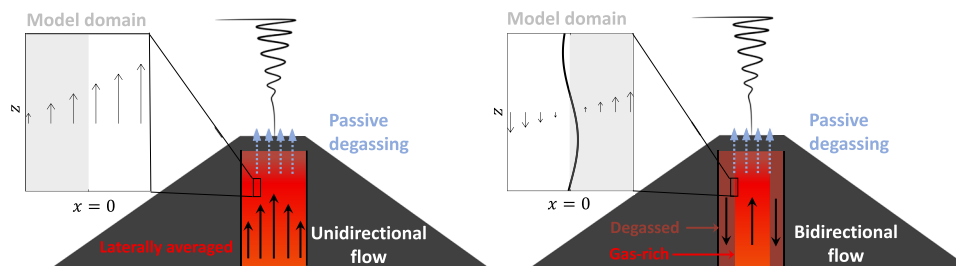 Model domain
z
x = 0
Passive
degassing
Laterally averaged
Unidirectional
flow
Model domain
z
x = 0
Passive
degassing
Degassed
Gas-rich
Bidirectional
flow